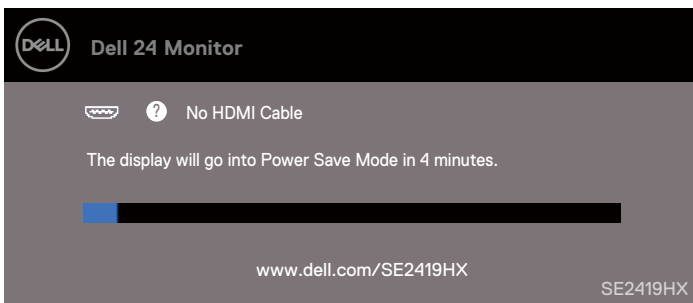 DELL
Dell 24 Monitor
? No HDMI Cable
The display will go into Power Save Mode in 4 minutes.
www.dell.com/SE2419HX
SE2419HX